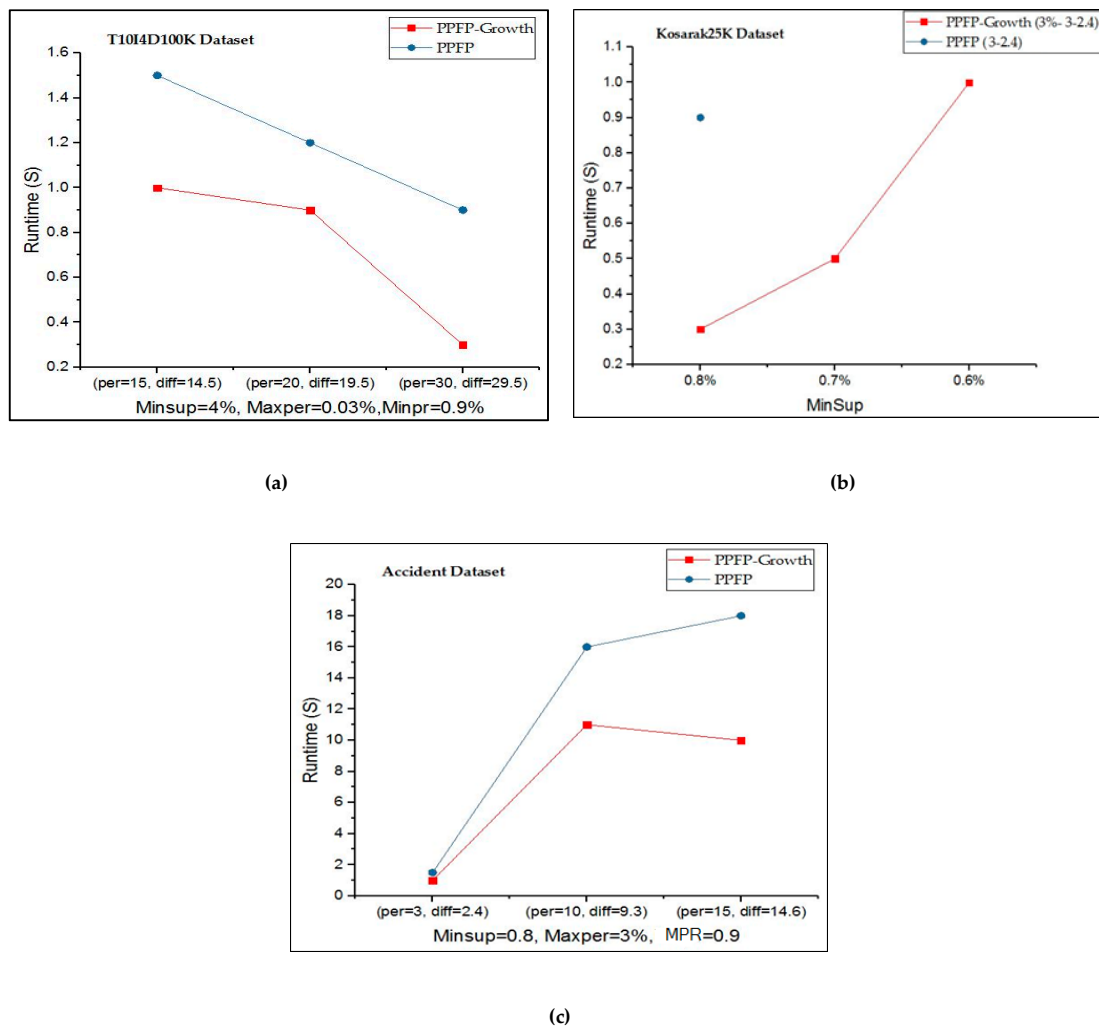 T10I4D100K Dataset
PPFP-Growth
PPFP
1.6
1.4
1.2
1.0
0.8
0.6
0.4
0.2
Runtime (S)
(per=15, diff=14.5) (per=20, diff=19.5) (per=30, diff=29.5)
Minsup=4%, Maxper=0.03%,Minpr=0.9%
(a)
Kosarak25K Dataset
PPFP-Growth (3%- 3-2.4)
PPFP (3-2.4)
1.1
1.0
0.9
0.8
0.7
0.6
0.5
0.4
0.3
0.2
Runtime (S)
0.8% 0.7% 0.6%
MinSup
(b)
Accident Dataset
PPFP-Growth
PPFP
20
18
16
14
12
10
8
6
4
2
0
Runtime (S)
(per=3, diff=2.4) (per=10, diff=9.3) (per=15, diff=14.6)
Minsup=0.8, Maxper=3%, MPR=0.9
(c)